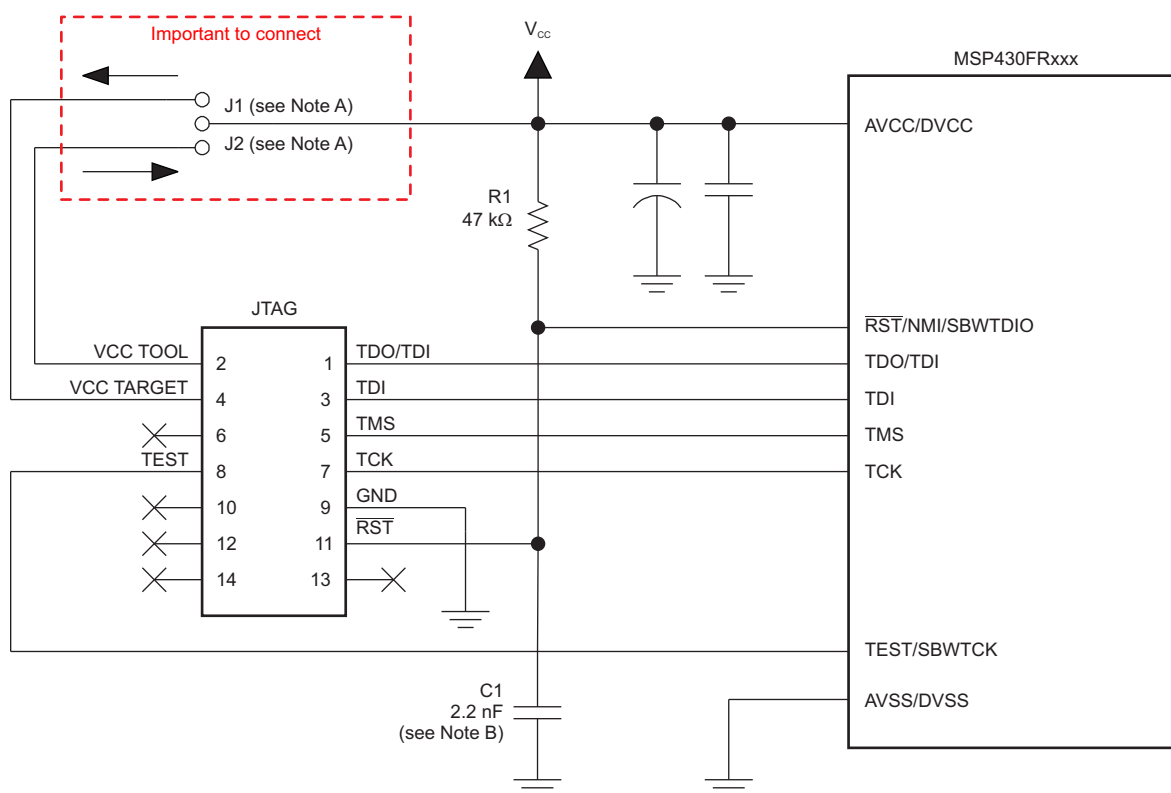 Important to connect
VCC
MSP430FRxxx
J1 (see Note A)
J2 (see Note A)
AVCC/DVCC
R1
47 kΩ
JTAG
R̅S̅T̅/NMI/SBWTDIO
VCC TOOL 2 1 TDO/TDI TDO/TDI
VCC TARGET 4 3 TDI TDI
6 5 TMS TMS
TEST 8 7 TCK TCK
10 9 GND
12 11 R̅S̅T̅
14 13
TEST/SBWTCK
C1
2.2 nF
(see Note B)
AVSS/DVSS